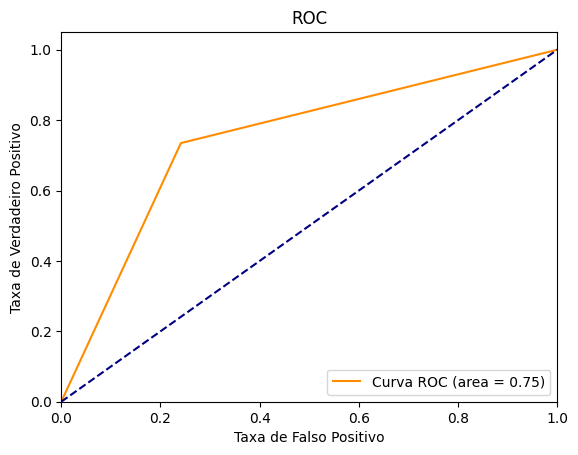 ROC
1.0
0.8
0.6
0.4
0.2
0.0
Taxa de Verdadeiro Positivo
Curva ROC (area = 0.75)
0.0 0.2 0.4 0.6 0.8 1.0
Taxa de Falso Positivo